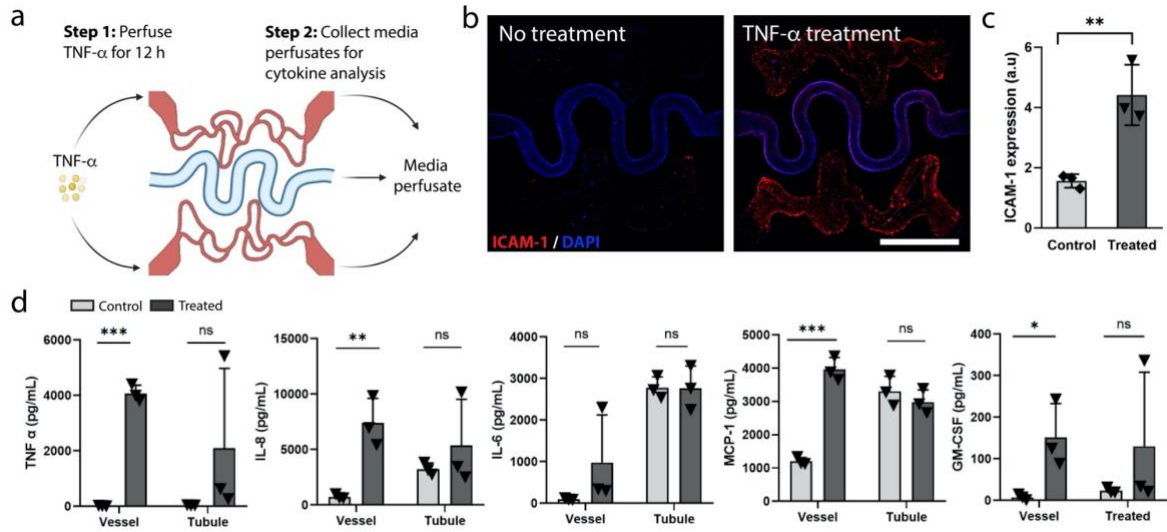 a
Step 1: Perfuse
TNF-α for 12 h
Step 2: Collect media
perfusates for
cytokine analysis
TNF-α
Media
perfusate
b
No treatment
TNF-α treatment
ICAM-1 / DAPI
c
**
ICAM-1 expression (a.u)
6
4
2
0
Control
Treated
d
Control
Treated
TNF α (pg/mL)
6000
4000
2000
0
***
ns
Vessel
Tubule
IL-8 (pg/mL)
15000
10000
5000
0
**
ns
Vessel
Tubule
IL-6 (pg/mL)
4000
3000
2000
1000
0
ns
ns
Vessel
Tubule
MCP-1 (pg/mL)
5000
4000
3000
2000
1000
0
***
ns
Vessel
Tubule
GM-CSF (pg/mL)
400
300
200
100
0
*
ns
Vessel
Treated